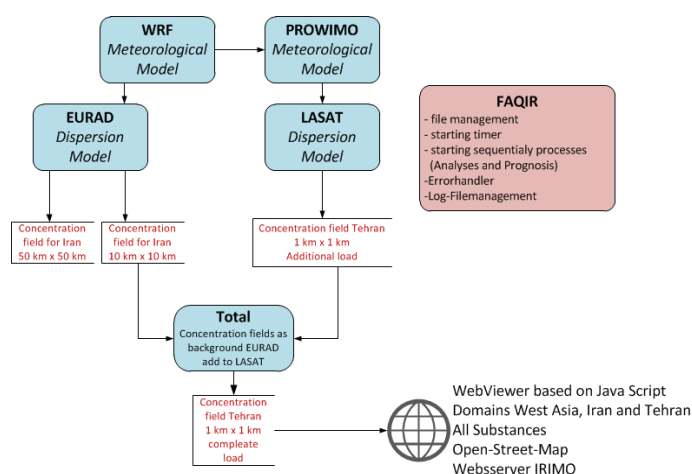 WRF
Meteorological
Model
PROWIMO
Meteorological
Model
EURAD
Dispersion
Model
LASAT
Dispersion
Model
FAQIR
- file management
- starting timer
- starting sequentialy processes
(Analyses and Prognosis)
-Errorhandler
-Log-Filemanagement
Concentration
field for Iran
50 km x 50 km
Concentration
field for Iran
10 km x 10 km
Concentration field Tehran
1 km x 1 km
Additional load
Total
Concentration fields as
background EURAD
add to LASAT
Concentration
field Tehran
1 km x 1 km
compleate
load
WebViewer based on Java Script
Domains West Asia, Iran and Tehran
All Substances
Open-Street-Map
Websserver IRIMO